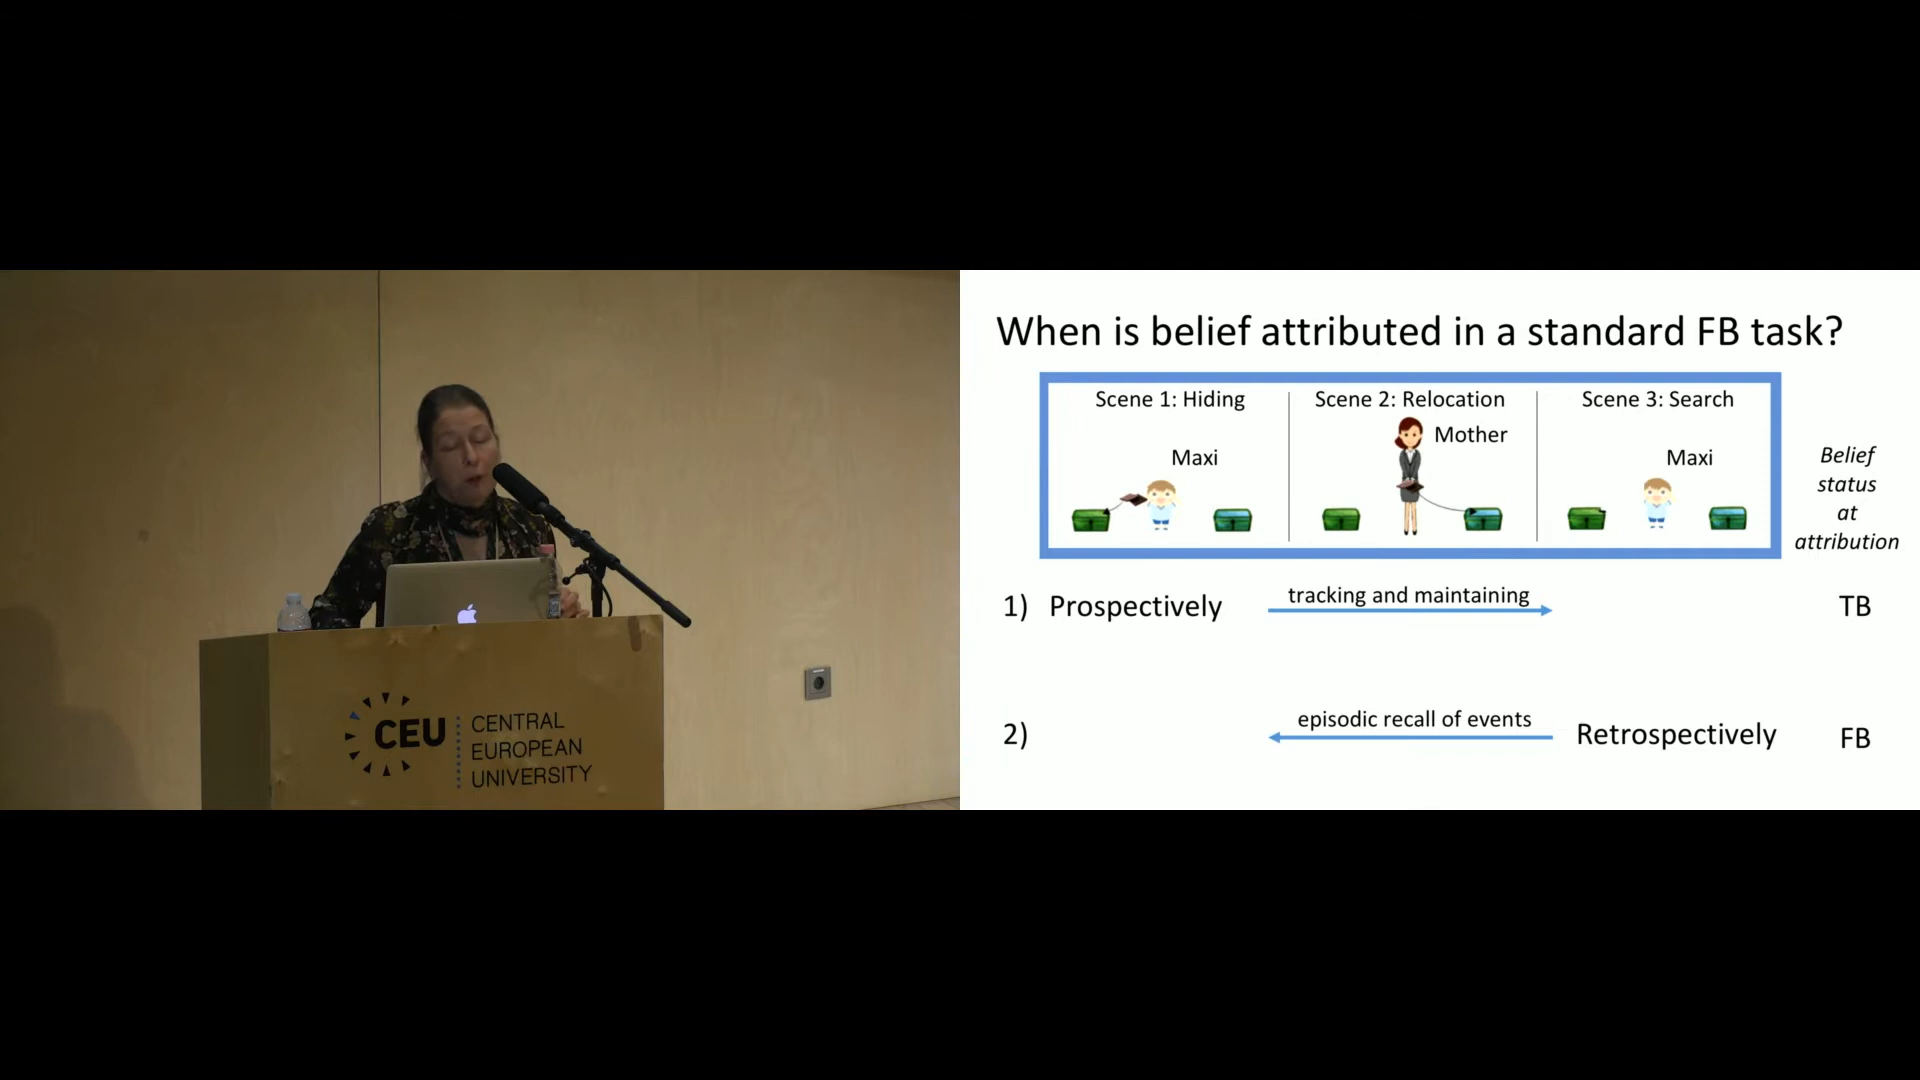 CEU
CENTRAL
EUROPEAN
UNIVERSITY
When is belief attributed in a standard FB task?
Scene 1: Hiding
Maxi
Scene 2: Relocation
Mother
Scene 3: Search
Maxi
Belief
status
at
attribution
1) Prospectively
tracking and maintaining
TB
2)
episodic recall of events
Retrospectively
FB